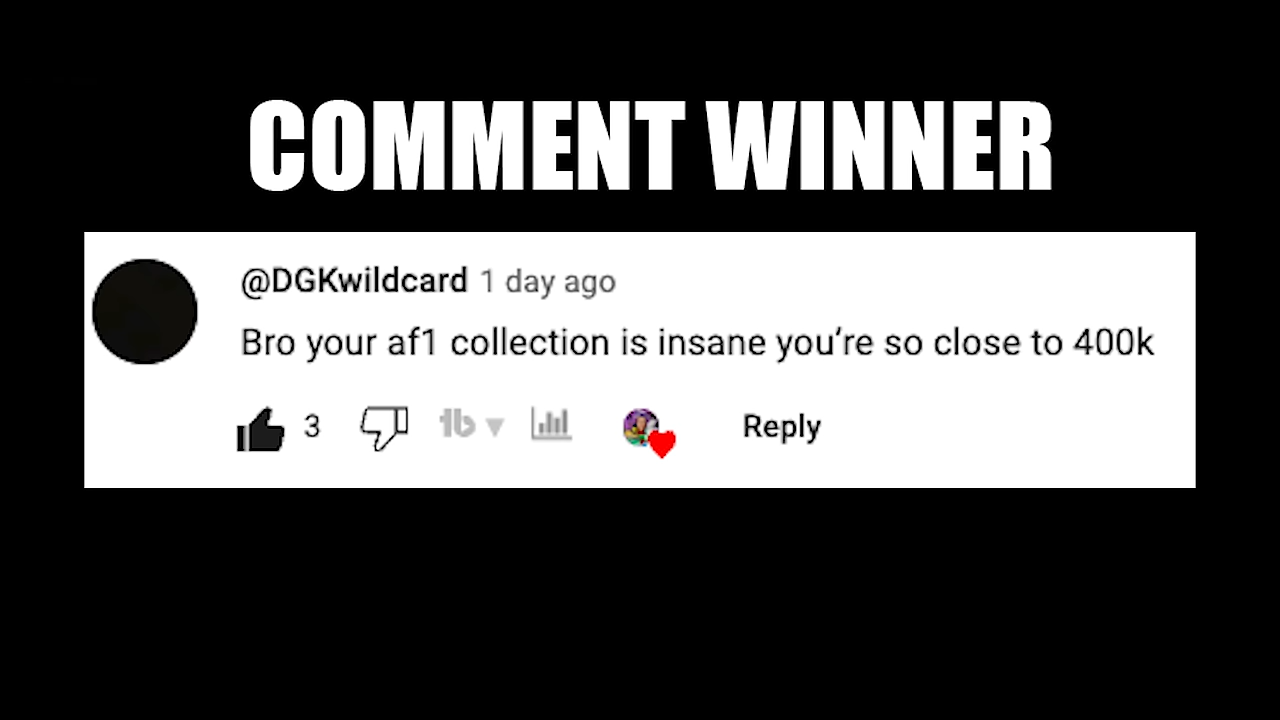 COMMENT WINNER
@DGKwildcard 1 day ago
Bro your af1 collection is insane you’re so close to 400k
3 tb Reply